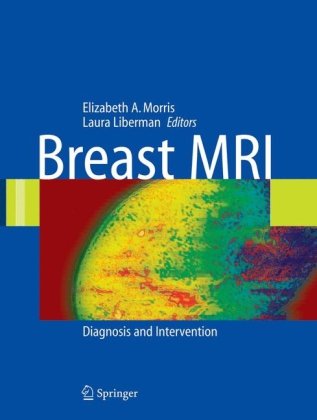 Elizabeth A. Morris
Laura Liberman Editors
Breast MRI
Diagnosis and Intervention
Springer